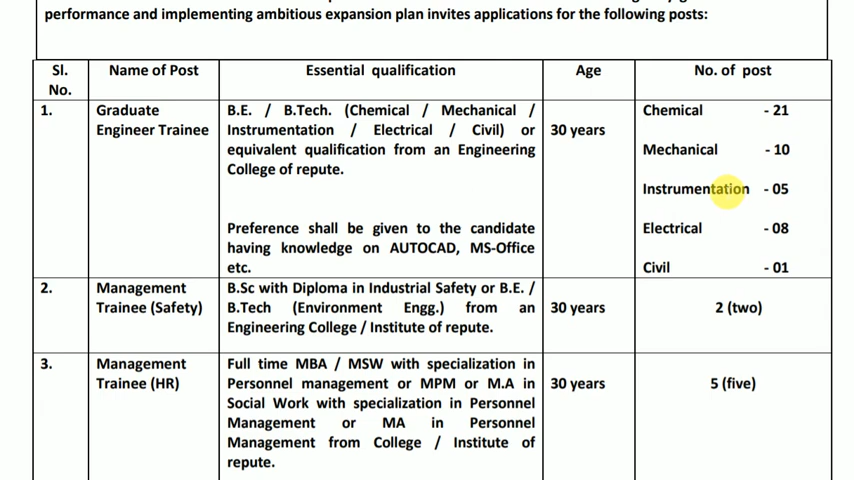 performance and implementing ambitious expansion plan invites applications for the following posts:
Sl. No.
Name of Post
Essential qualification
Age
No. of post
1.
Graduate
Engineer Trainee
B.E. / B.Tech. (Chemical / Mechanical /
Instrumentation / Electrical / Civil) or
equivalent qualification from an Engineering
College of repute.
Preference shall be given to the candidate
having knowledge on AUTOCAD, MS-Office
etc.
30 years
Chemical - 21
Mechanical - 10
Instrumentation - 05
Electrical - 08
Civil - 01
2.
Management
Trainee (Safety)
B.Sc with Diploma in Industrial Safety or B.E. /
B.Tech (Environment Engg.) from an
Engineering College / Institute of repute.
30 years
2 (two)
3.
Management
Trainee (HR)
Full time MBA / MSW with specialization in
Personnel management or MPM or M.A in
Social Work with specialization in Personnel
Management or MA in Personnel
Management from College / Institute of
repute.
30 years
5 (five)